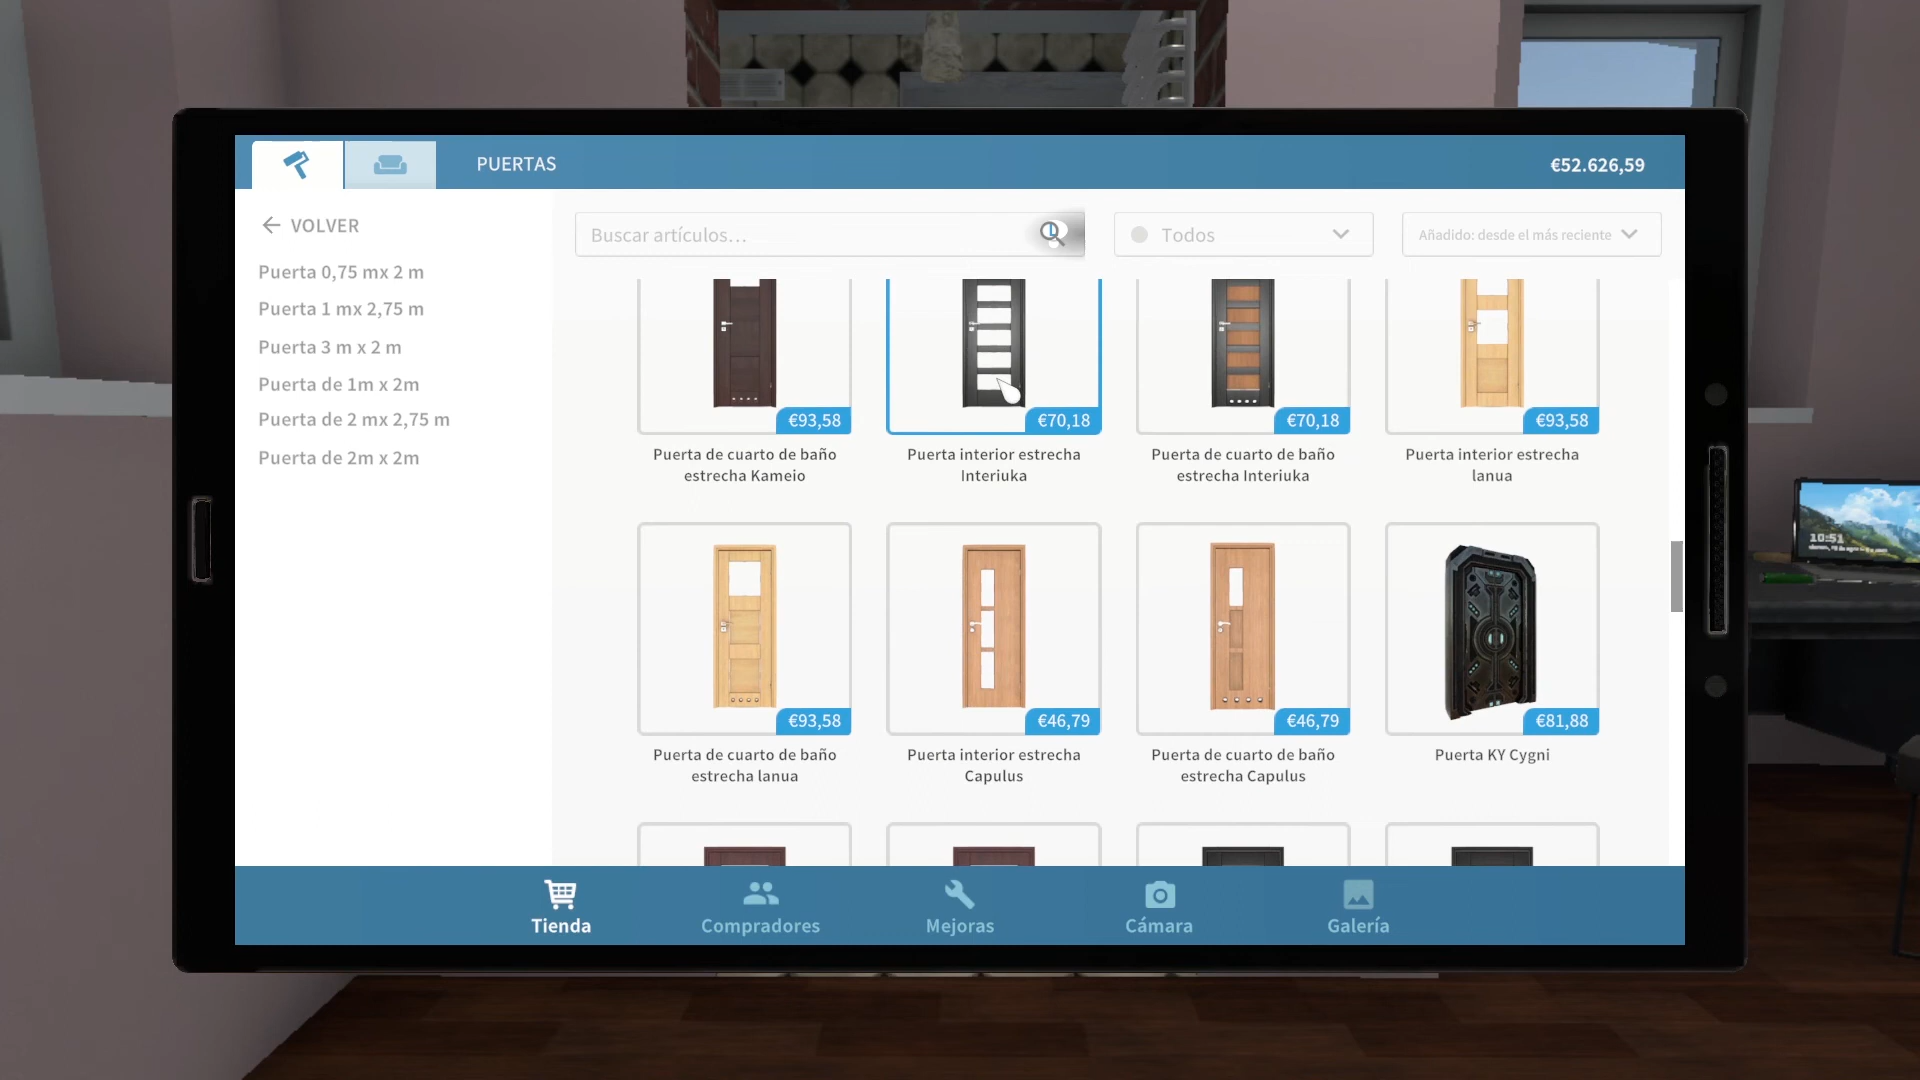 PUERTAS
€52.626,59
VOLVER
Puerta 0,75 mx 2 m
Puerta 1 mx 2,75 m
Puerta 3 m x 2 m
Puerta de 1m x 2m
Puerta de 2 mx 2,75 m
Puerta de 2m x 2m
Buscar artículos...
Todos
Añadido: desde el más reciente
€93,58
€70,18
€70,18
€93,58
Puerta de cuarto de baño
estrecha Kameio
Puerta interior estrecha
Interiuka
Puerta de cuarto de baño
estrecha Interiuka
Puerta interior estrecha
lanua
€93,58
€46,79
€46,79
€81,88
Puerta de cuarto de baño
estrecha lanua
Puerta interior estrecha
Capulus
Puerta de cuarto de baño
estrecha Capulus
Puerta KY Cygni
10:51
Tienda
Compradores
Mejoras
Cámara
Galería